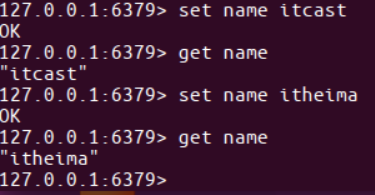 127.0.0.1:6379> set name itcast
OK
127.0.0.1:6379> get name
"itcast"
127.0.0.1:6379> set name itheima
OK
127.0.0.1:6379> get name
"itheima"
127.0.0.1:6379>